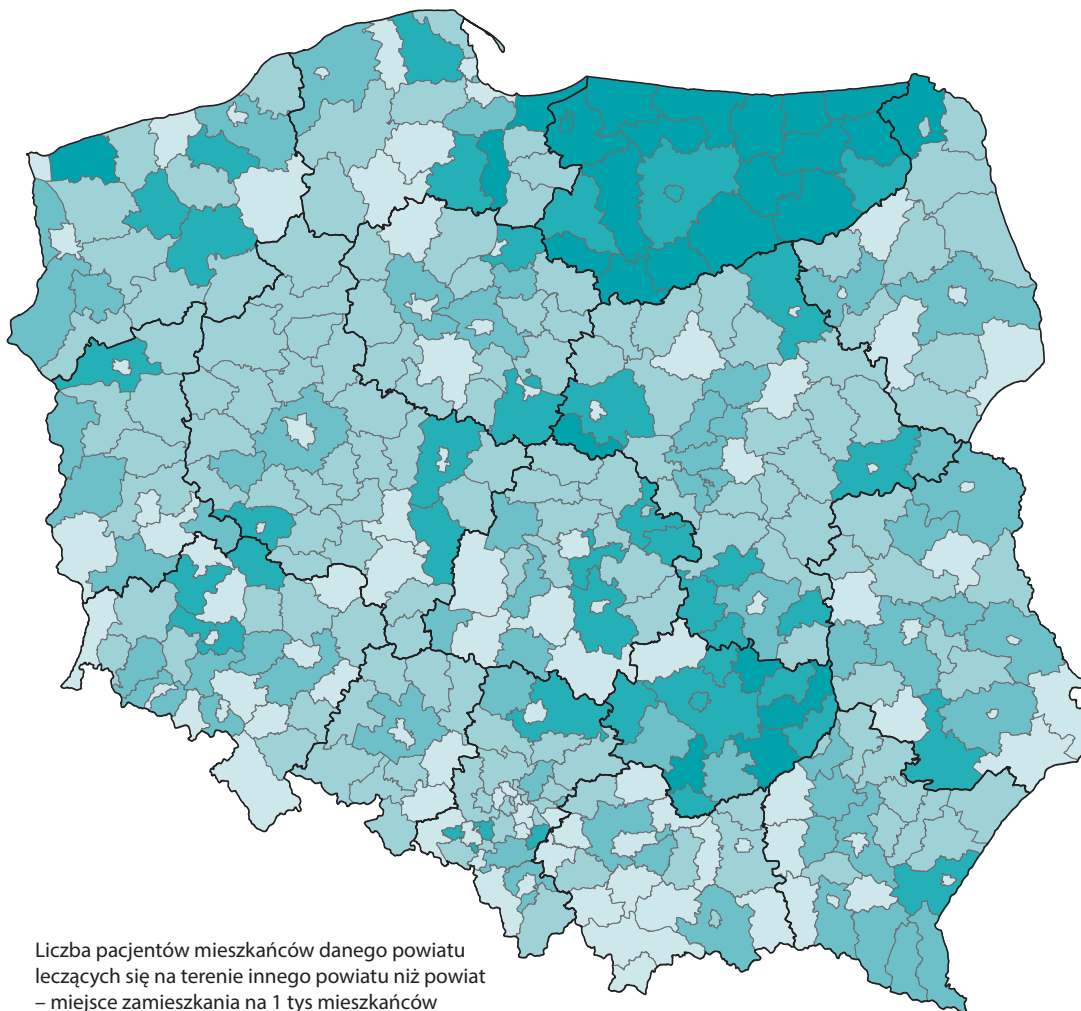 Liczba pacjentów mieszkańców danego powiatu
leczących się na terenie innego powiatu niż powiat
– miejsce zamieszkania na 1 tys mieszkańców